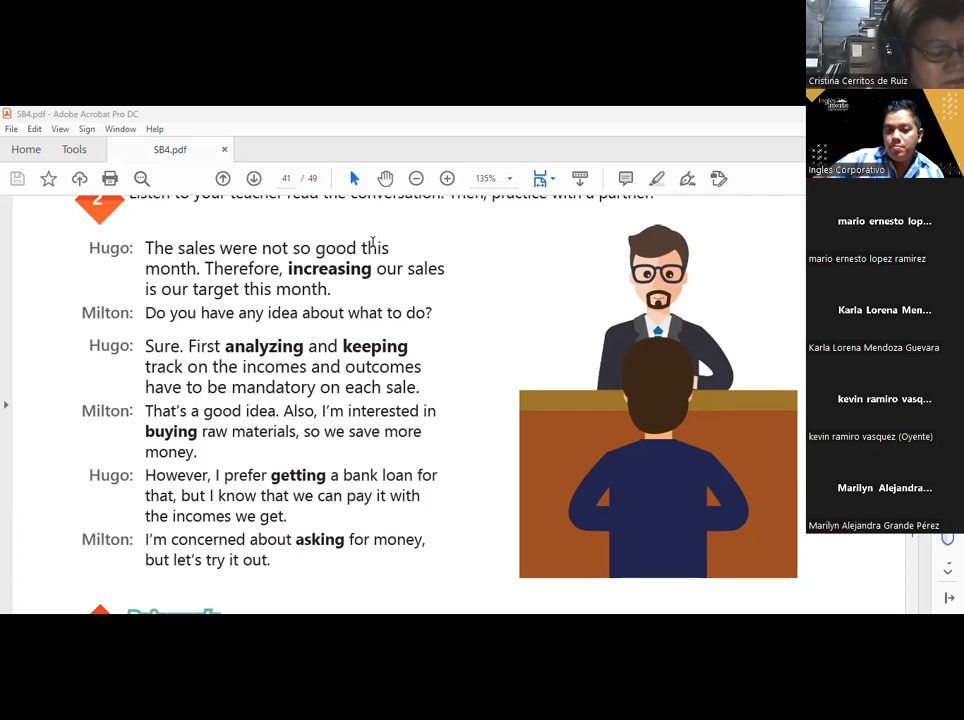 SB4.pdf - Adobe Acrobat Pro DC
File Edit View Sign Window Help
Home Tools SB4.pdf ×
41 / 49 135%
2 Listen to your teacher read the conversation. Then, practice with a partner.
Hugo: The sales were not so good this
month. Therefore, increasing our sales
is our target this month.
Milton: Do you have any idea about what to do?
Hugo: Sure. First analyzing and keeping
track on the incomes and outcomes
have to be mandatory on each sale.
Milton: That's a good idea. Also, I'm interested in
buying raw materials, so we save more
money.
Hugo: However, I prefer getting a bank loan for
that, but I know that we can pay it with
the incomes we get.
Milton: I'm concerned about asking for money,
but let's try it out.
Cristina Cerritos de Ruiz
Inglés
Ingles Corporativo
mario ernesto lop...
mario ernesto lopez ramirez
Karla Lorena Men...
Karla Lorena Mendoza Guevara
kevin ramiro vasq...
kevin ramiro vasquez (Oyente)
Marilyn Alejandra...
Marilyn Alejandra Grande Pérez